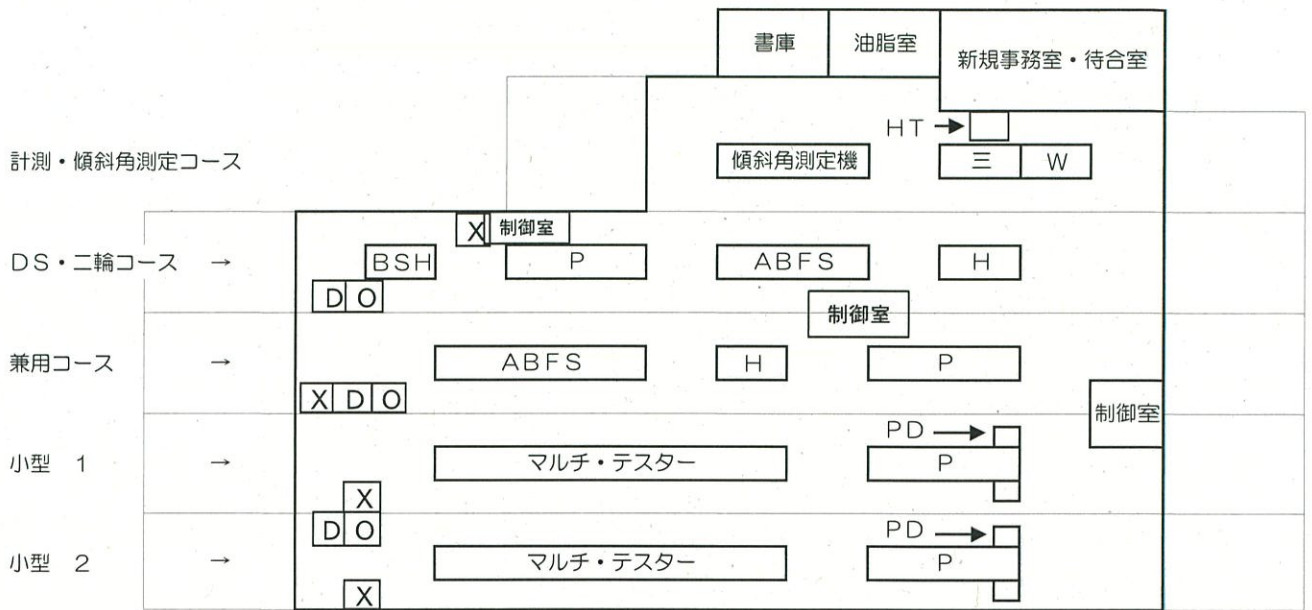 書庫
油脂室
新規事務室・待合室
HT
計測・傾斜角測定コース
傾斜角測定機
三
W
X
制御室
DS・二輪コース →
BSH
P
ABFS
H
D O
制御室
兼用コース →
ABFS
H
P
X D O
制御室
PD
小型 1 →
マルチ・テスター
P
X
D O
PD
小型 2 →
マルチ・テスター
P
X